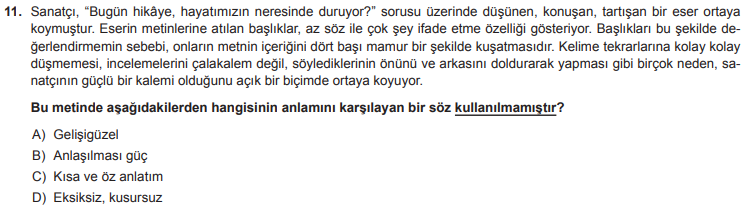 11. Sanatçı, “Bugün hikâye, hayatımızın neresinde duruyor?” sorusu üzerinde düşünen, konuşan, tartışan bir eser ortaya
koymuştur. Eserin metinlerine atılan başlıklar, az söz ile çok şey ifade etme özelliği gösteriyor. Başlıkları bu şekilde de-
ğerlendirmemin sebebi, onların metnin içeriğini dört başı mamur bir şekilde kuşatmasıdır. Kelime tekrarlarına kolay kolay
düşmemesi, incelemelerini çalakalem değil, söylediklerinin önünü ve arkasını doldurarak yapması gibi birçok neden, sa-
natçının güçlü bir kalemi olduğunu açık bir biçimde ortaya koyuyor.
Bu metinde aşağıdakilerden hangisinin anlamını karşılayan bir söz kullanılmamıştır?
A) Gelişigüzel
B) Anlaşılması güç
C) Kısa ve öz anlatım
D) Eksiksiz, kusursuz